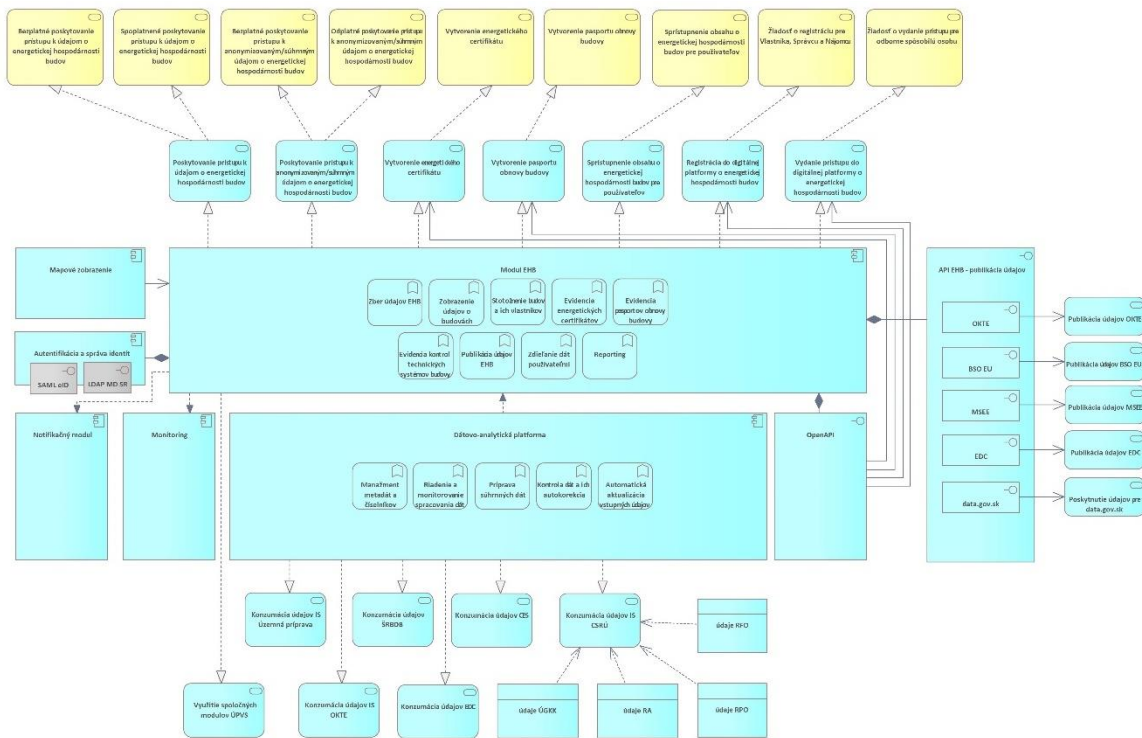 Bezplatné poskytovanie
prístupu k údajom o
energetickej hospodárnosti
budov
Spoplatnené poskytovanie
prístupu k údajom o
energetickej hospodárnosti
budov
Bezplatné poskytovanie
prístupu k
anonymizovaným/súhrnným
údajom o energetickej
hospodárnosti budov
Odplatné poskytovanie prístupu
k anonymizovaným/súhrnným
údajom o energetickej
hospodárnosti budov
Vytvorenie energetického
certifikátu
Vytvorenie pasportu obnovy
budovy
Sprístupnenie obsahu o
energetickej hospodárnosti
budov pre používateľov
Žiadosť o registráciu pre
Vlastníka, Správcu a Nájomcu
Žiadosť o vydanie prístupu pre
odborne spôsobilú osobu
Poskytovanie prístupu k
údajom o energetickej
hospodárnosti budov
Poskytovanie prístupu k
anonymizovaným/súhrnným
údajom o energetickej
hospodárnosti budov
Vytvorenie energetického
certifikátu
Vytvorenie pasportu
obnovy budovy
Sprístupnenie obsahu o
energetickej
hospodárnosti budov pre
používateľov
Registrácia do digitálnej
platformy o energetickej
hospodárnosti budov
Vydanie prístupu do
digitálnej platformy o
energetickej
hospodárnosti budov
Mapové zobrazenie
Modul EHB
Zber údajov EHB
Zobrazenie
údajov o
budovách
Stotožnenie budov
a ich vlastníkov
Evidencie
energetických
certifikátov
Evidencia
pasportov obnovy
budovy
Evidencia kontrol
technických
systémov budovy
Publikácia údajov
EHB
Zdieľanie dát
používateľmi
Reporting
API EHB - publikácia údajov
OKTE
Publikácia údajov OKTE
BSO EU
Publikácia údajov BSO EU
MSEE
Publikácia údajov MSEE
EDC
Publikácia údajov EDC
data.gov.sk
Poskytnutie údajov pre
data.gov.sk
Autentifikácia a správa identít
SAML eID
LDAP MD SR
Notifikačný modul
Monitoring
Dátovo-analytická platforma
Manažment
metadát a
číselníkov
Riadenie a
monitorovanie
spracovania dát
Príprava
súhrnných dát
Kontrola dát a ich
autokorekcia
Automatická
aktualizácia
vstupných údajov
OpenAPI
Konzumácia údajov IS
Územná príprava
Konzumácia údajov
ŠRBDB
Konzumácia údajov CES
Konzumácia údajov IS
CSRÚ
údaje RFO
Využitie spoločných
modulov ÚPVS
Konzumácia údajov IS
OKTE
Konzumácia údajov EDC
údaje ÚGKK
údaje RA
údaje RPO